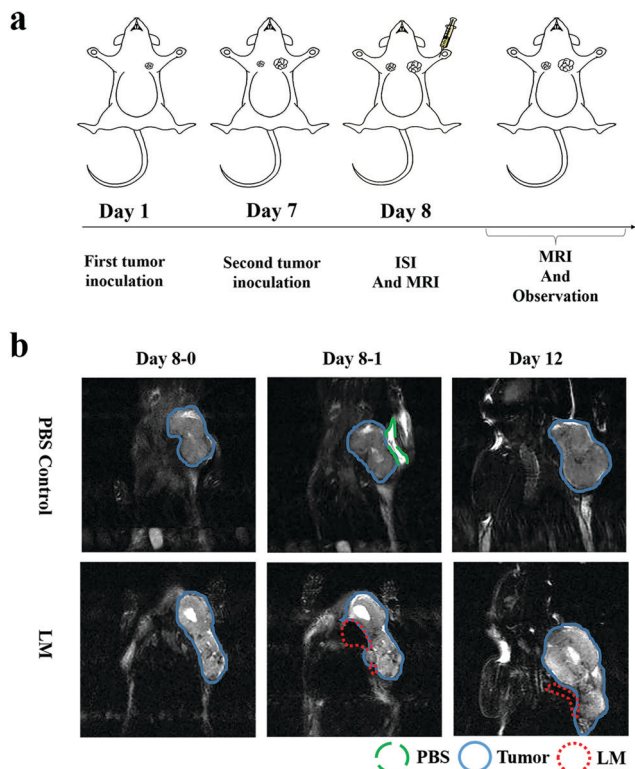 a
Day 1 Day 7 Day 8
First tumor inoculation
Second tumor inoculation
ISI And MRI
MRI And Observation
b
Day 8-0 Day 8-1 Day 12
PBS Control
LM
PBS Tumor LM